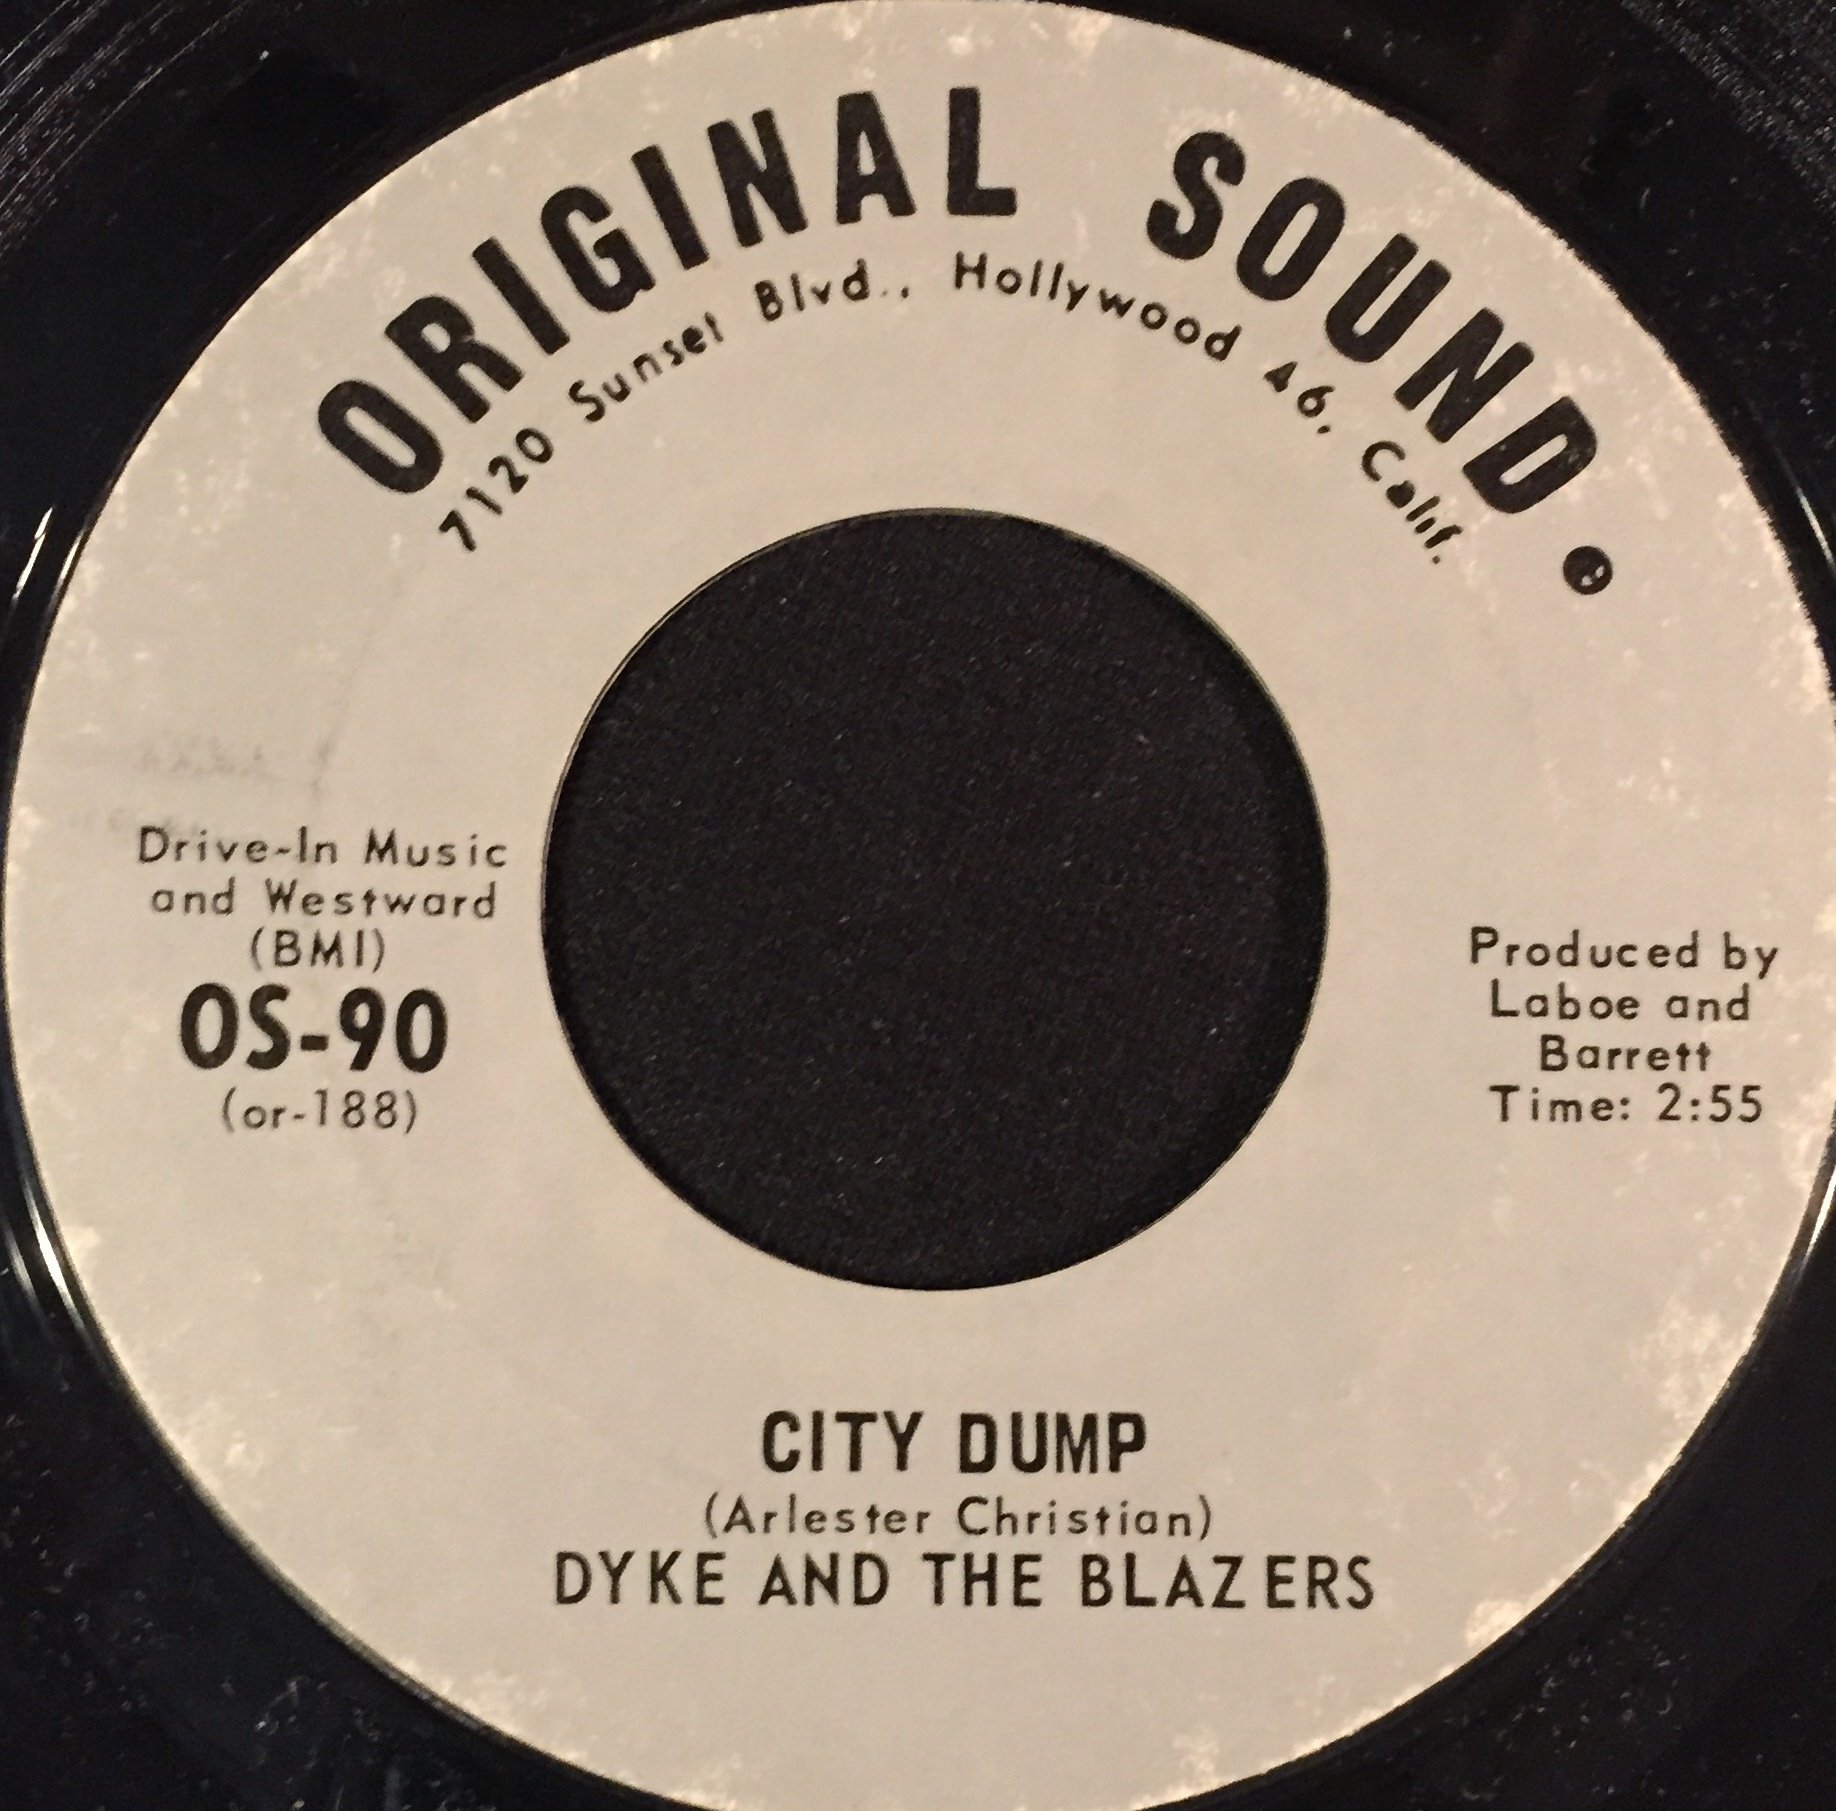 ORIGINAL SOUND
7120 Sunset Blvd., Hollywood 46, Calif.
Drive-In Music
and Westward
(BMI)
OS-90
(or-188)
Produced by
Laboe and
Barrett
Time: 2:55
CITY DUMP
(Arlester Christian)
DYKE AND THE BLAZERS